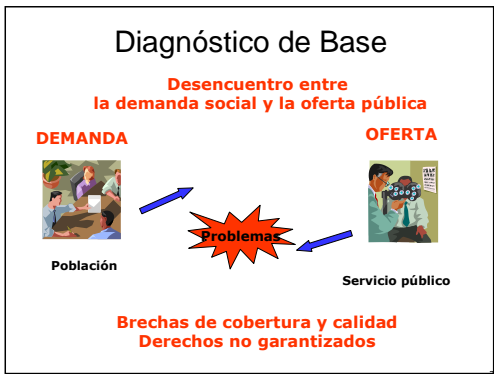 Diagnóstico de Base
Desencuentro entre
la demanda social y la oferta pública
DEMANDA
OFERTA
Problemas
Población
Servicio público
Brechas de cobertura y calidad
Derechos no garantizados